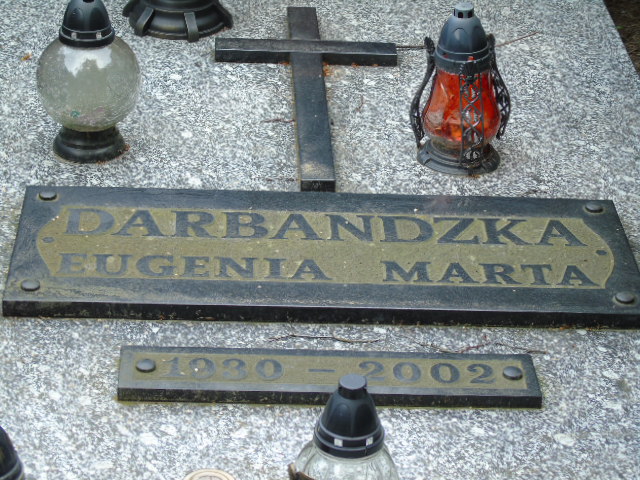 DARBANDZKA
EUGENIA MARTA
1930 - 2002